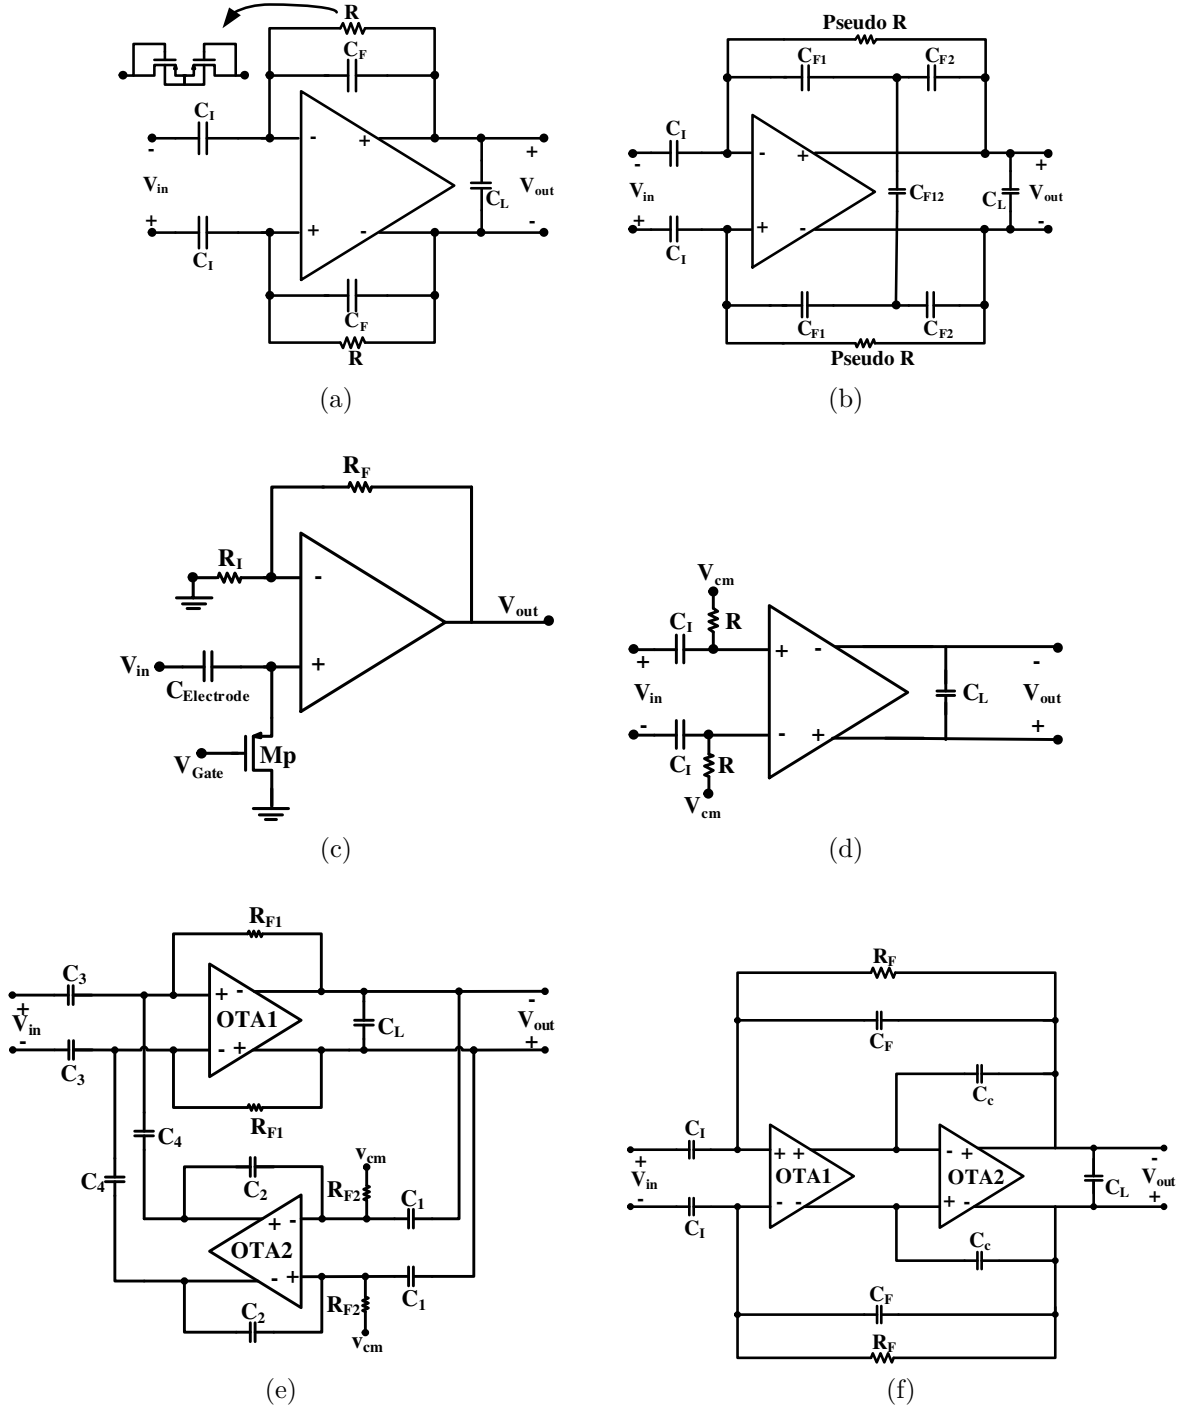 R
C_F
C_I
-
+
-
+
V_in
C_L
V_out
+
+
-
-
C_I
C_F
R
(a)
Pseudo R
C_F1
C_F2
C_I
-
-
+
+
V_in
C_F12
C_L
V_out
+
+
-
-
C_I
C_F1
C_F2
Pseudo R
(b)
R_F
R_I
-
V_out
V_in
+
C_Electrode
V_Gate
Mp
(c)
V_cm
C_I
R
+
+
-
-
V_in
C_L
V_out
-
-
+
+
C_I
R
V_cm
(d)
R_F1
C_3
+
+
-
-
V_in
OTA1
C_L
V_out
-
-
+
+
C_3
R_F1
C_4
C_4
v_cm
C_2
R_F2
C_1
+
-
OTA2
-
+
C_2
R_F2
C_1
v_cm
(e)
R_F
C_F
C_c
C_I
+
+ +
- +
-
V_in
OTA1
OTA2
C_L
V_out
-
- -
+ -
+
C_I
C_c
C_F
R_F
(f)